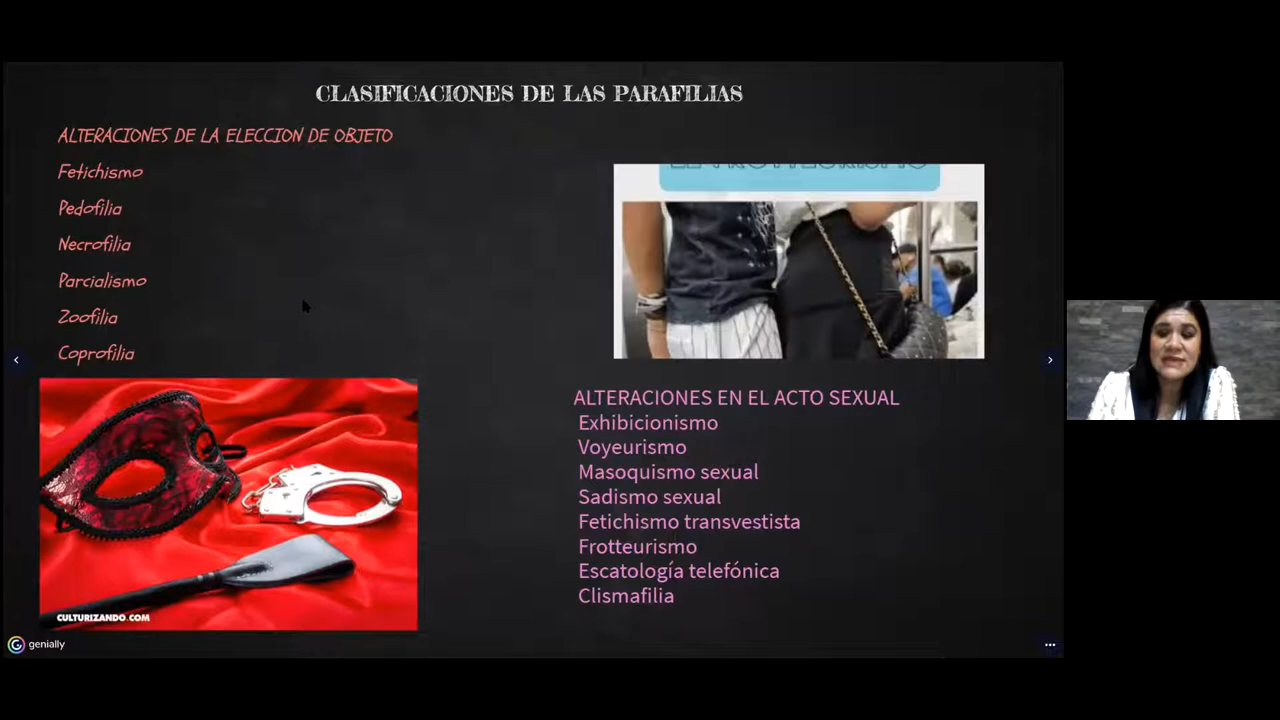 CLASIFICACIONES DE LAS PARAFILIAS
ALTERACIONES DE LA ELECCION DE OBJETO
Fetichismo
Pedofilia
Necrofilia
Parcialismo
Zoofilia
Coprofilia
CULTURIZANDO.COM
genially
ALTERACIONES EN EL ACTO SEXUAL
Exhibicionismo
Voyeurismo
Masoquismo sexual
Sadismo sexual
Fetichismo transvestista
Frotteurismo
Escatología telefónica
Clismafilia